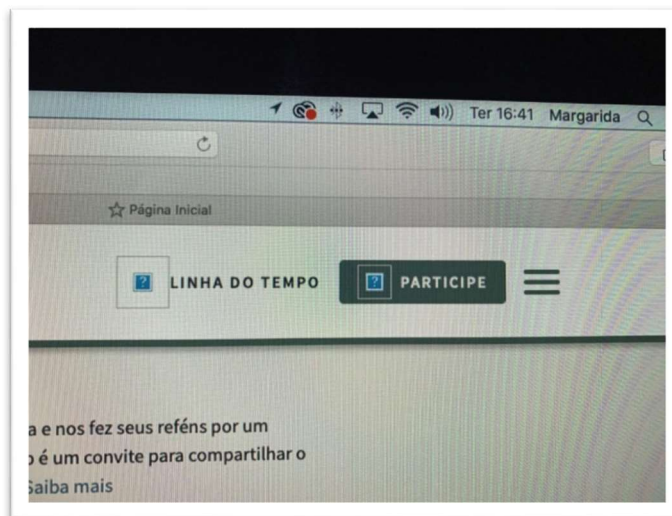 Ter 16:41 Margarida
Página Inicial
LINHA DO TEMPO
PARTICIPE
a e nos fez seus reféns por um
o é um convite para compartilhar o
Saiba mais